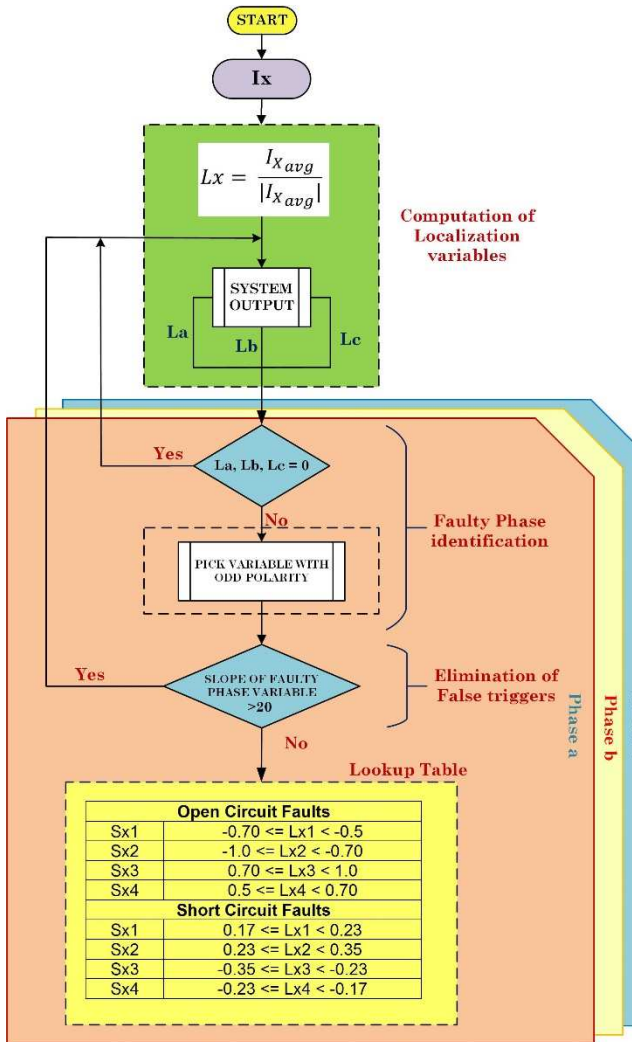 START
Ix
Lx = I_{X_{avg}} / |I_{X_{avg}}|
Computation of
Localization
variables
SYSTEM
OUTPUT
La
Lb
Lc
Yes
La, Lb, Lc = 0
No
Faulty Phase
identification
PICK VARIABLE WITH
ODD POLARITY
Yes
SLOPE OF FAULTY
PHASE VARIABLE
>20
Elimination of
False triggers
No
Phase a
Phase b
Lookup Table
Open Circuit Faults
Sx1 -0.70 <= Lx1 < -0.5
Sx2 -1.0 <= Lx2 < -0.70
Sx3 0.70 <= Lx3 < 1.0
Sx4 0.5 <= Lx4 < 0.70
Short Circuit Faults
Sx1 0.17 <= Lx1 < 0.23
Sx2 0.23 <= Lx2 < 0.35
Sx3 -0.35 <= Lx3 < -0.23
Sx4 -0.23 <= Lx4 < -0.17